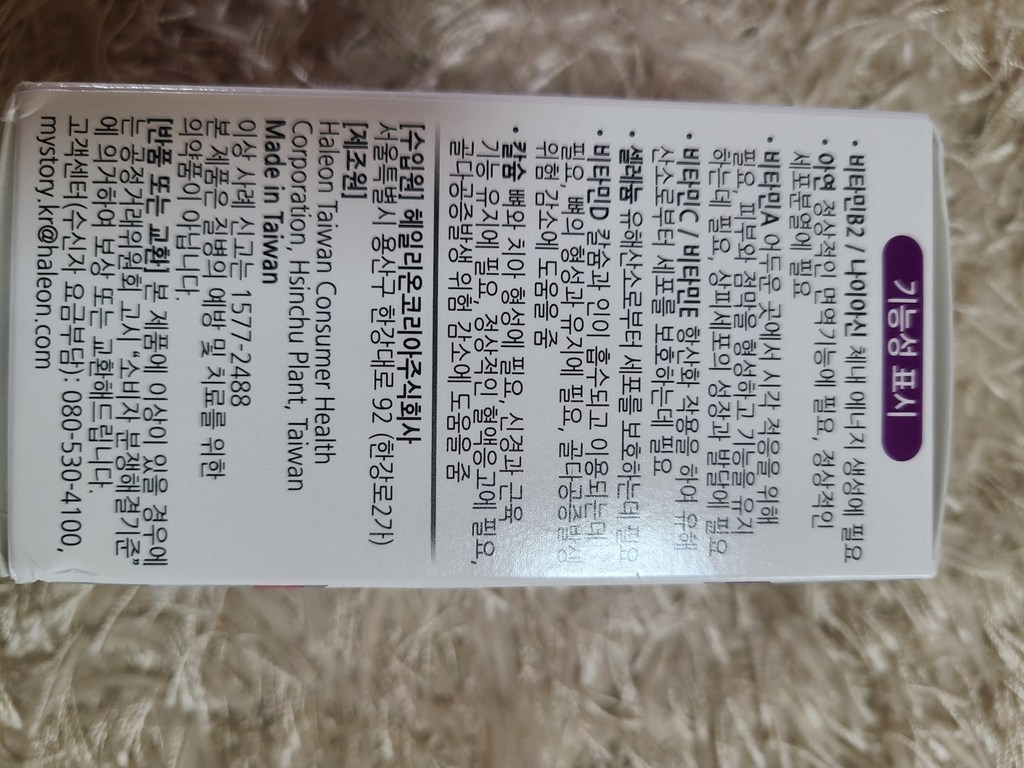 기능성 표시
• 비타민B2 / 나이아신 체내 에너지 생성에 필요
• 아연 정상적인 면역기능에 필요, 정상적인
세포분열에 필요
• 비타민A 어두운 곳에서 시각 적응을 위해
필요, 피부와 점막을 형성하고 기능을 유지
하는데 필요, 상피세포의 성장과 발달에 필요
• 비타민C / 비타민E 항산화 작용을 하여 유해
산소로부터 세포를 보호하는데 필요
• 셀레늄 유해산소로부터 세포를 보호하는데 필요
• 비타민D 칼슘과 인이 흡수되고 이용되는데
필요, 뼈의 형성과 유지에 필요, 골다공증발생
위험 감소에 도움을 줌
• 칼슘 뼈와 치아 형성에 필요, 신경과 근육
기능 유지에 필요, 정상적인 혈액응고에 필요,
골다공증발생 위험 감소에 도움을 줌
[수입원] 헤일리온코리아주식회사
서울특별시 용산구 한강대로 92 (한강로2가)
[제조원]
Haleon Taiwan Consumer Health
Corporation, Hsinchu Plant, Taiwan
Made in Taiwan
이상 사례 신고는 1577-2488
본 제품은 질병의 예방 및 치료를 위한
의약품이 아닙니다.
[반품 또는 교환] 본 제품에 이상이 있을 경우에
는 공정거래위원회 고시 “소비자 분쟁해결기준”
에 의거하여 보상 또는 교환해드립니다.
고객센터(수신자 요금부담): 080-530-4100,
mystory.kr@haleon.com